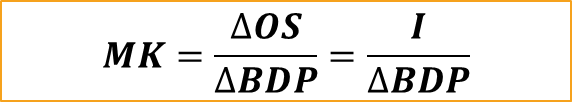 MK = ΔOS / ΔBDP = I / ΔBDP